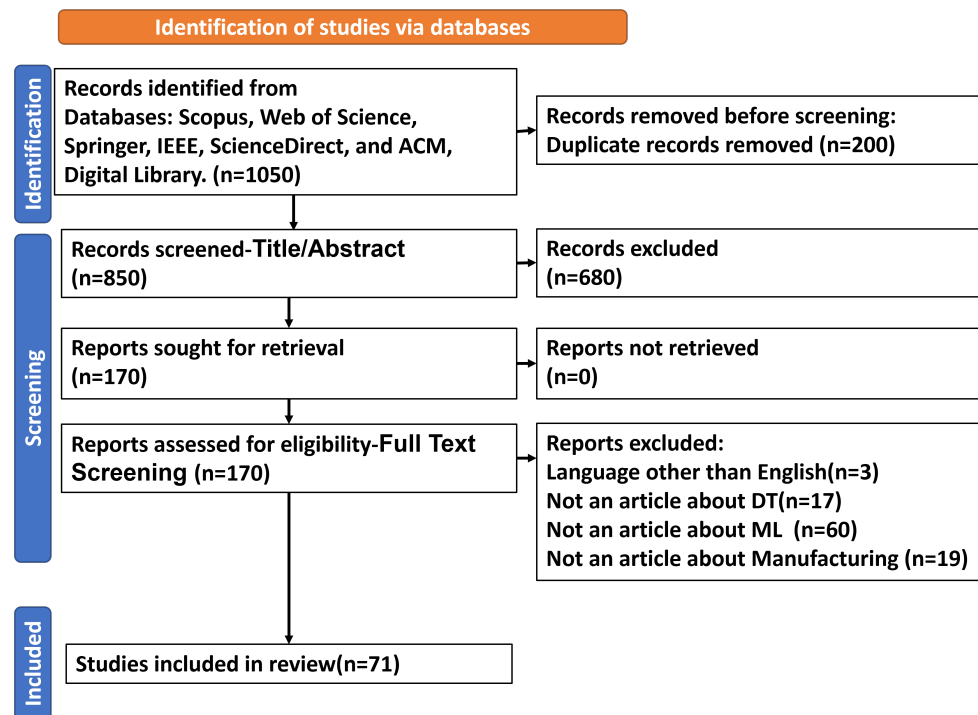 Identification of studies via databases
Identification
Records identified from
Databases: Scopus, Web of Science,
Springer, IEEE, ScienceDirect, and ACM,
Digital Library. (n=1050)
Records removed before screening:
Duplicate records removed (n=200)
Screening
Records screened-Title/Abstract
(n=850)
Records excluded
(n=680)
Reports sought for retrieval
(n=170)
Reports not retrieved
(n=0)
Reports assessed for eligibility-Full Text
Screening (n=170)
Reports excluded:
Language other than English(n=3)
Not an article about DT(n=17)
Not an article about ML (n=60)
Not an article about Manufacturing (n=19)
Included
Studies included in review(n=71)